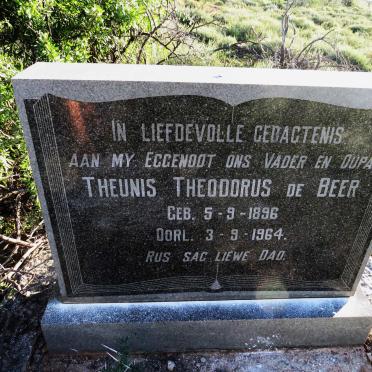 IN LIEFDEVOLLE GEDAGTENIS
AAN MY EGGENOOT ONS VADER EN OUPA
THEUNIS THEODORUS DE BEER
GEB. 5-9-1896
OORL. 3-9-1964.
RUS SAG LIEWE DAD.